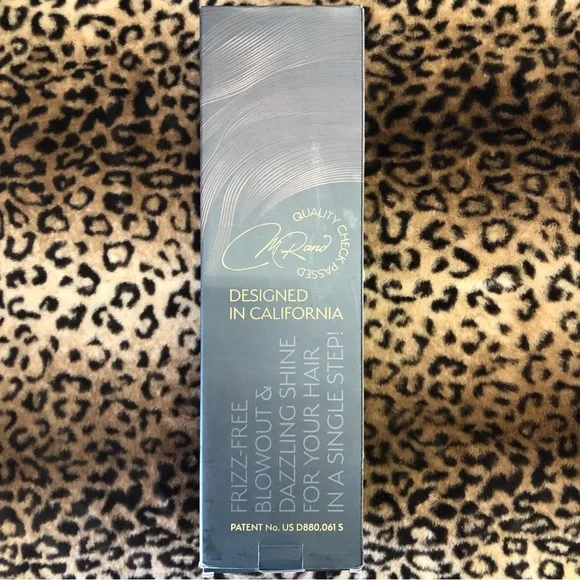 QUALITY CHECK PASSED
DESIGNED
IN CALIFORNIA
FRIZZ-FREE
BLOWOUT &
DAZZLING SHINE
FOR YOUR HAIR
IN A SINGLE STEP!
PATENT No. US D880,061 S